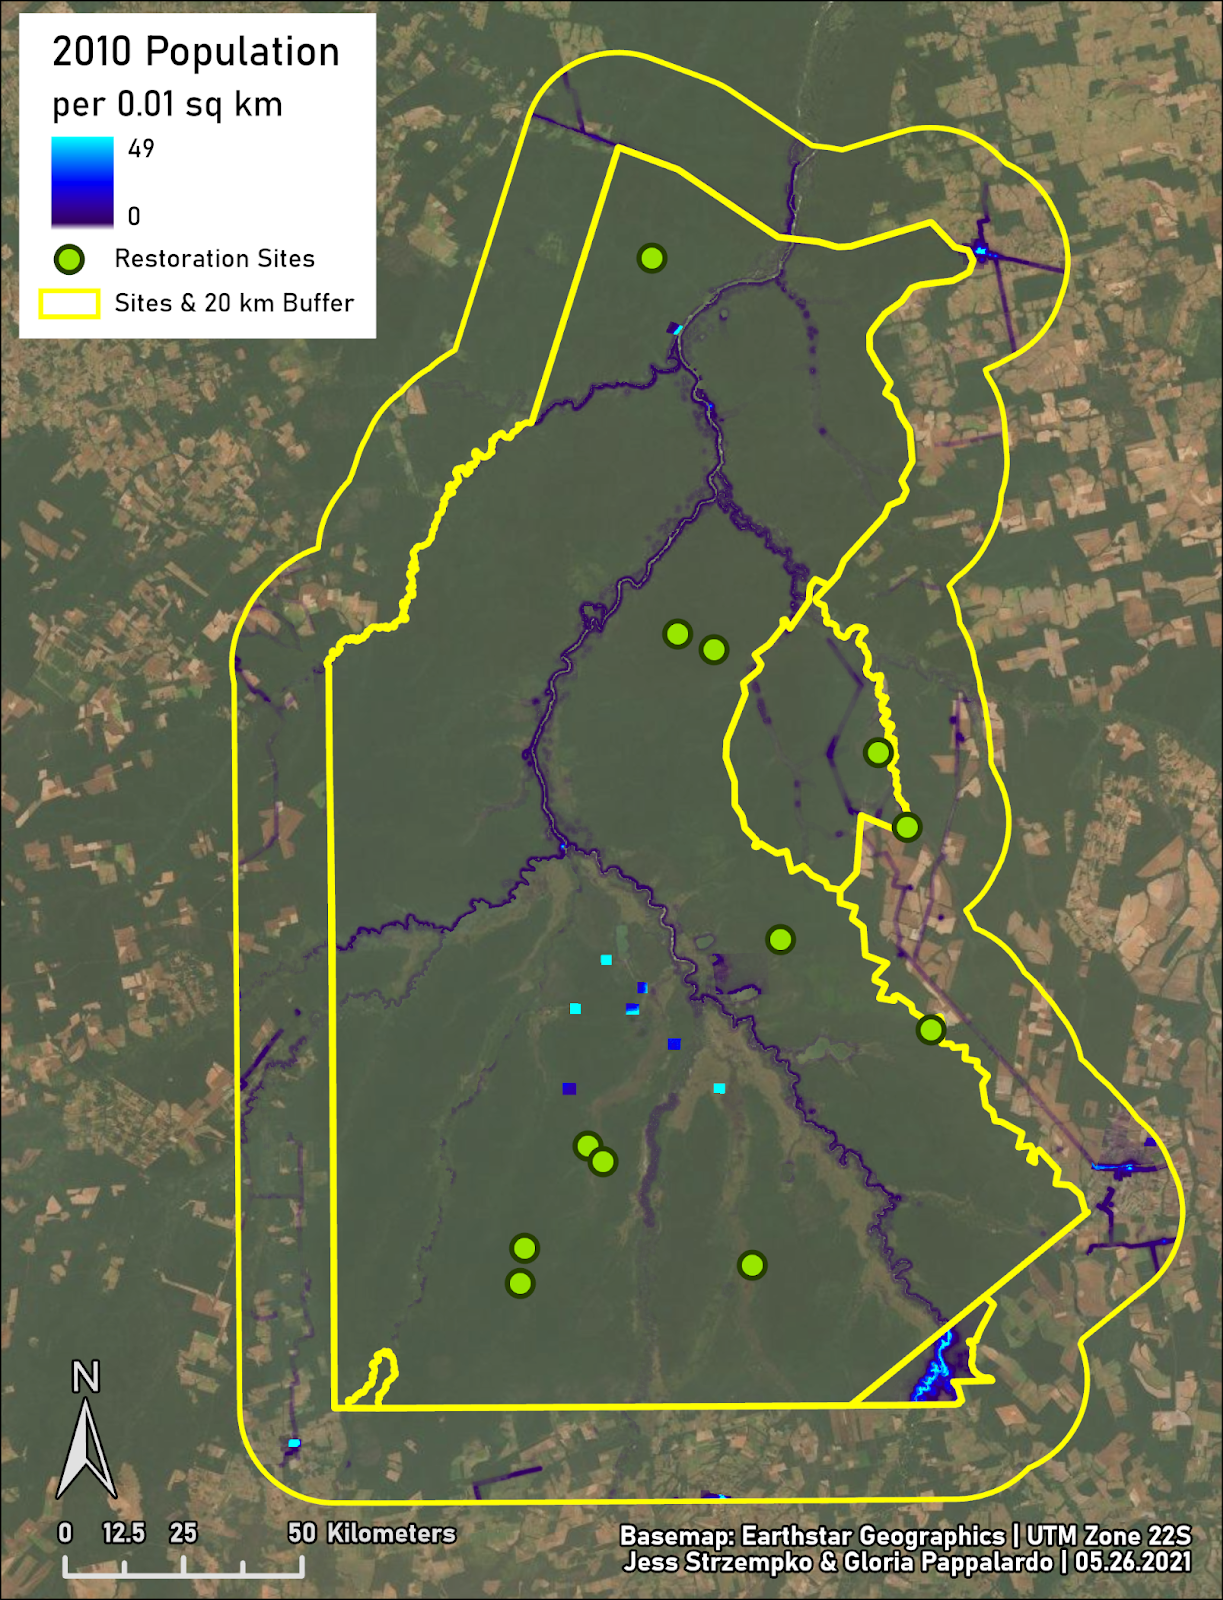 2010 Population
per 0.01 sq km
49
0
Restoration Sites
Sites & 20 km Buffer
N
0 12.5 25 50 Kilometers
Basemap: Earthstar Geographics | UTM Zone 22S
Jess Strzempko & Gloria Pappalardo | 05.26.2021